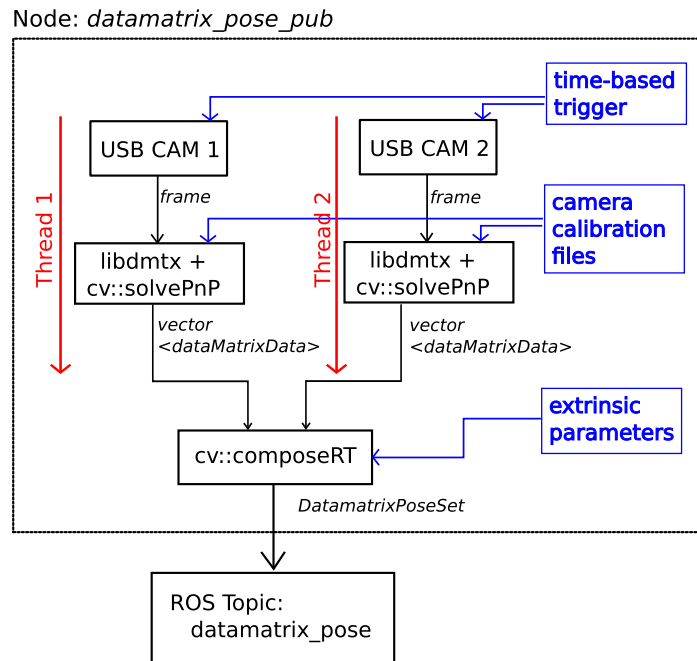 Node: datamatrix_pose_pub
time-based
trigger
USB CAM 1
USB CAM 2
frame
frame
camera
calibration
files
Thread 1
Thread 2
libdmtx +
cv::solvePnP
libdmtx +
cv::solvePnP
vector
<dataMatrixData>
vector
<dataMatrixData>
extrinsic
parameters
cv::composeRT
DatamatrixPoseSet
ROS Topic:
datamatrix_pose